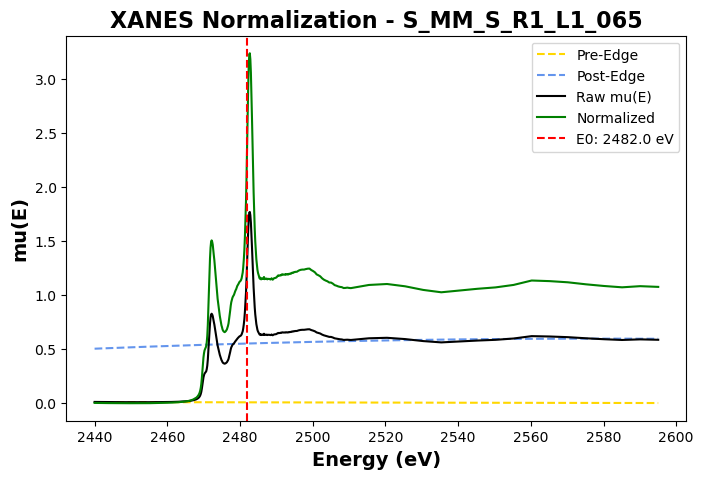 XANES Normalization - S_MM_S_R1_L1_065
Pre-Edge
Post-Edge
Raw mu(E)
Normalized
E0: 2482.0 eV
mu(E)
3.0
2.5
2.0
1.5
1.0
0.5
0.0
2440 2460 2480 2500 2520 2540 2560 2580 2600
Energy (eV)